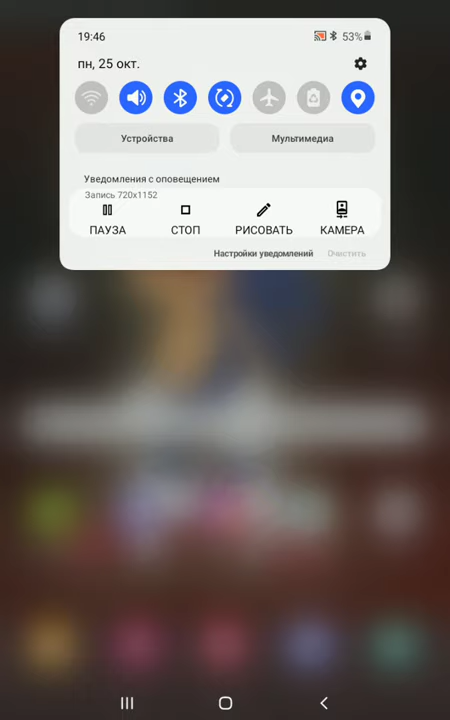 19:46 53%
пн, 25 окт.
Устройства Мультимедиа
Уведомления с оповещением
Запись 720x1152
ПАУЗА СТОП РИСОВАТЬ КАМЕРА
Настройки уведомлений Очистить